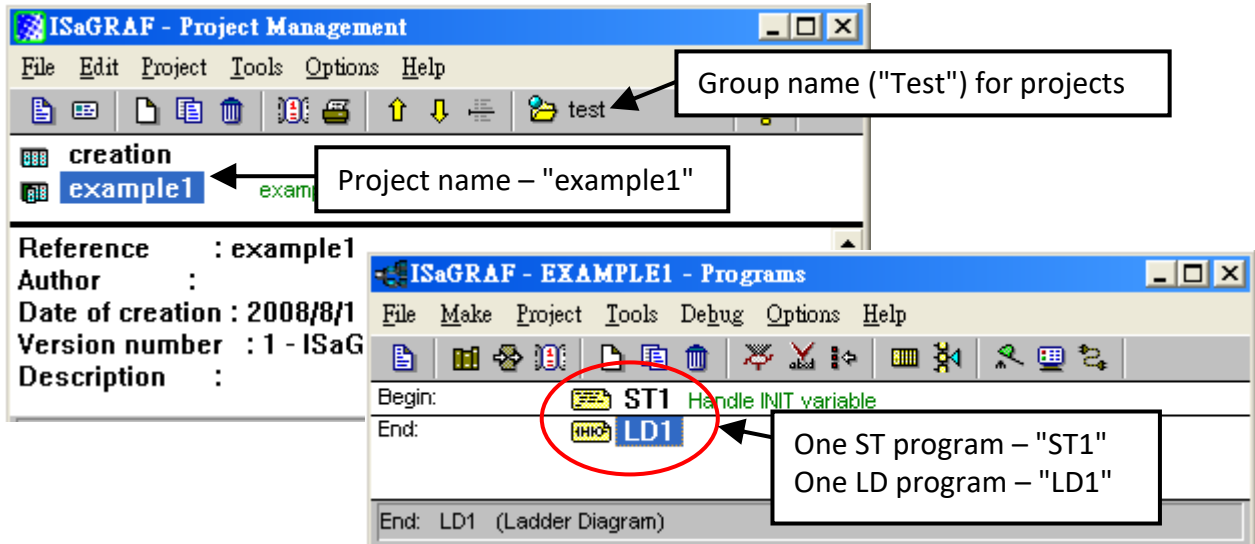 ISaGRAF - Project Management
File Edit Project Tools Options Help
test
Group name ("Test") for projects
creation
example1
Project name – "example1"
Reference : example1
Author :
Date of creation : 2008/8/1
Version number : 1 - ISaG
Description :
ISaGRAF - EXAMPLE1 - Programs
File Make Project Tools Debug Options Help
Begin: ST1 Handle INIT variable
End: LD1
One ST program – "ST1"
One LD program – "LD1"
End: LD1 (Ladder Diagram)